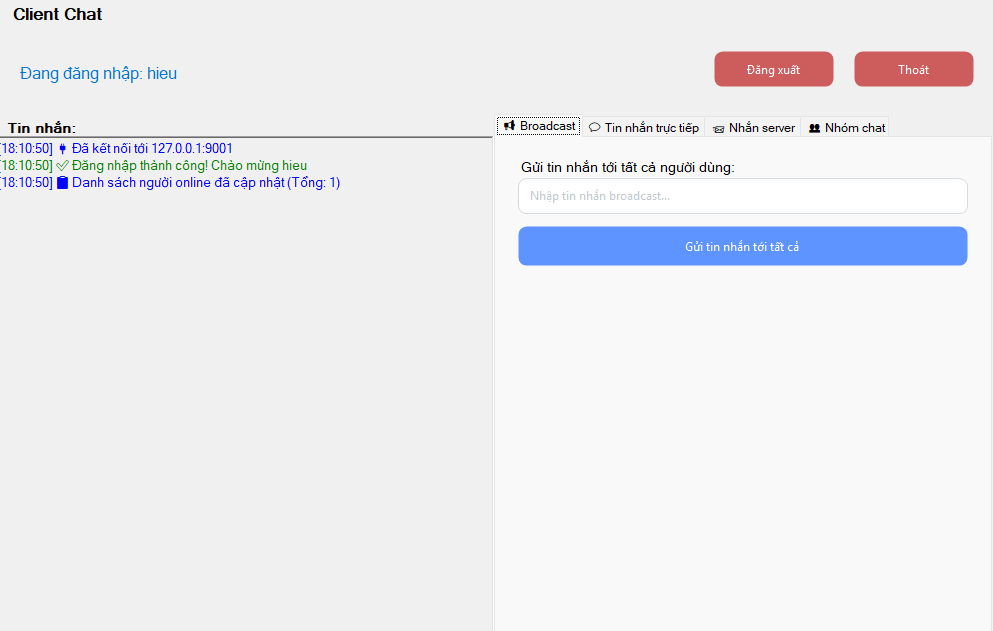 Client Chat
Đang đăng nhập: hieu
Đăng xuất
Thoát
Tin nhắn:
[18:10:50] Đã kết nối tới 127.0.0.1:9001
[18:10:50] Đăng nhập thành công! Chào mừng hieu
[18:10:50] Danh sách người online đã cập nhật (Tổng: 1)
Broadcast
Tin nhắn trực tiếp
Nhắn server
Nhóm chat
Gửi tin nhắn tới tất cả người dùng:
Nhập tin nhắn broadcast...
Gửi tin nhắn tới tất cả